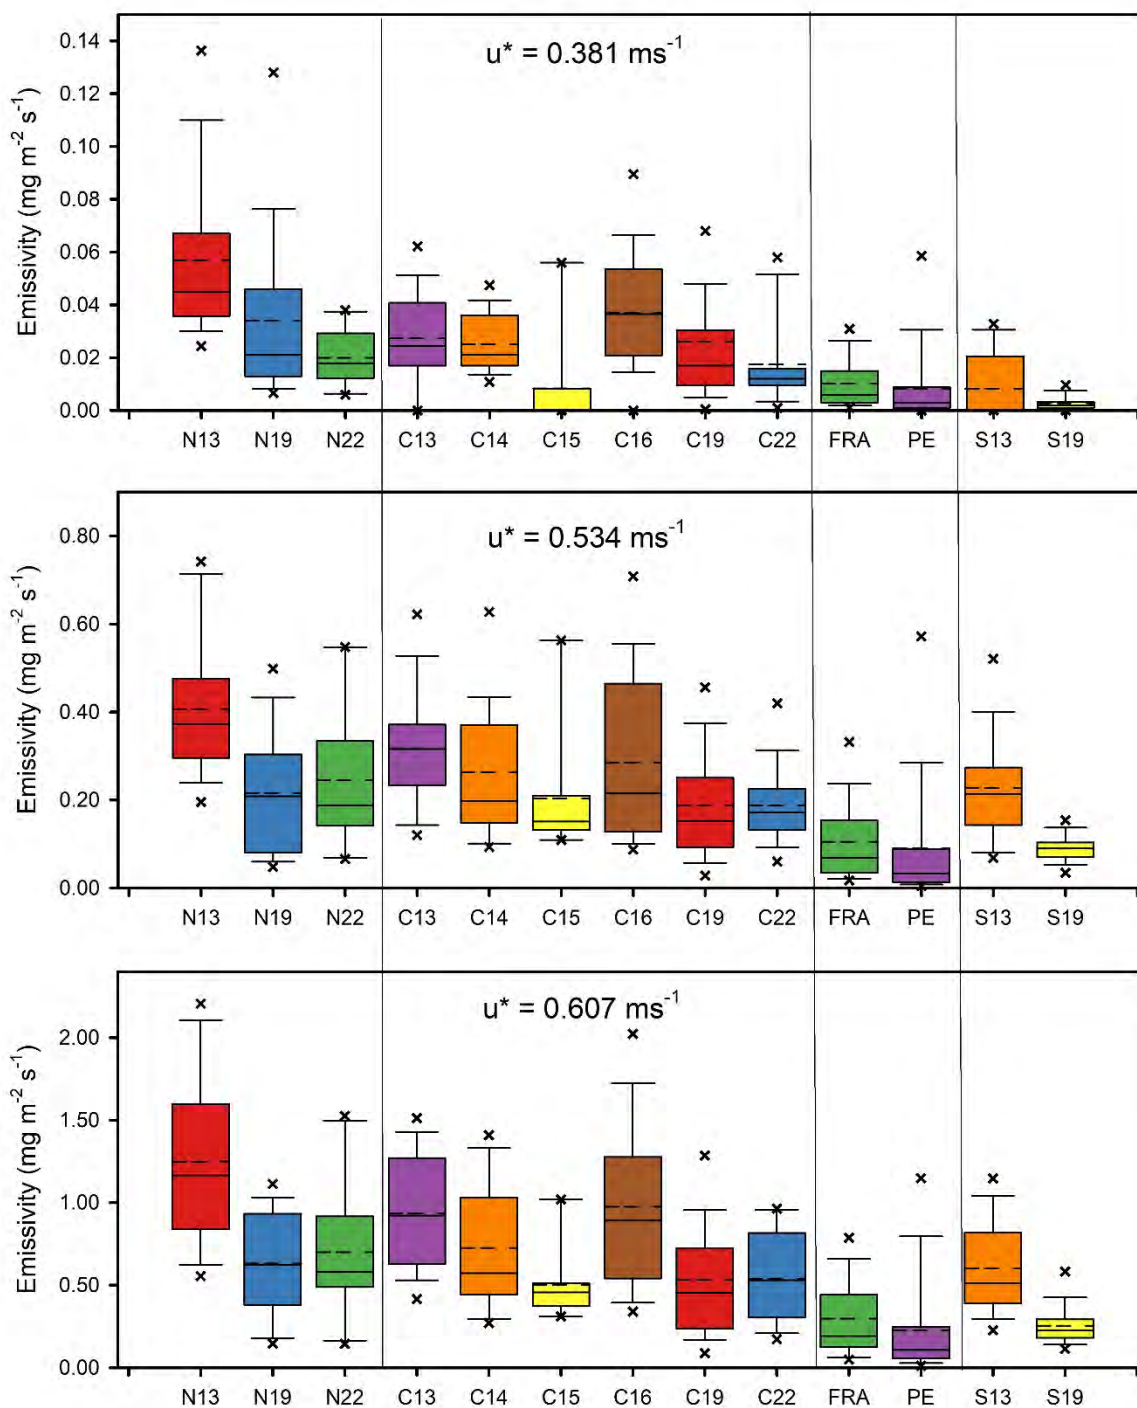 u* = 0.381 ms⁻¹
Emissivity (mg m⁻² s⁻¹)
0.14
0.12
0.10
0.08
0.06
0.04
0.02
0.00
N13 N19 N22 C13 C14 C15 C16 C19 C22 FRA PE S13 S19
u* = 0.534 ms⁻¹
Emissivity (mg m⁻² s⁻¹)
0.80
0.60
0.40
0.20
0.00
N13 N19 N22 C13 C14 C15 C16 C19 C22 FRA PE S13 S19
u* = 0.607 ms⁻¹
Emissivity (mg m⁻² s⁻¹)
2.00
1.50
1.00
0.50
0.00
N13 N19 N22 C13 C14 C15 C16 C19 C22 FRA PE S13 S19